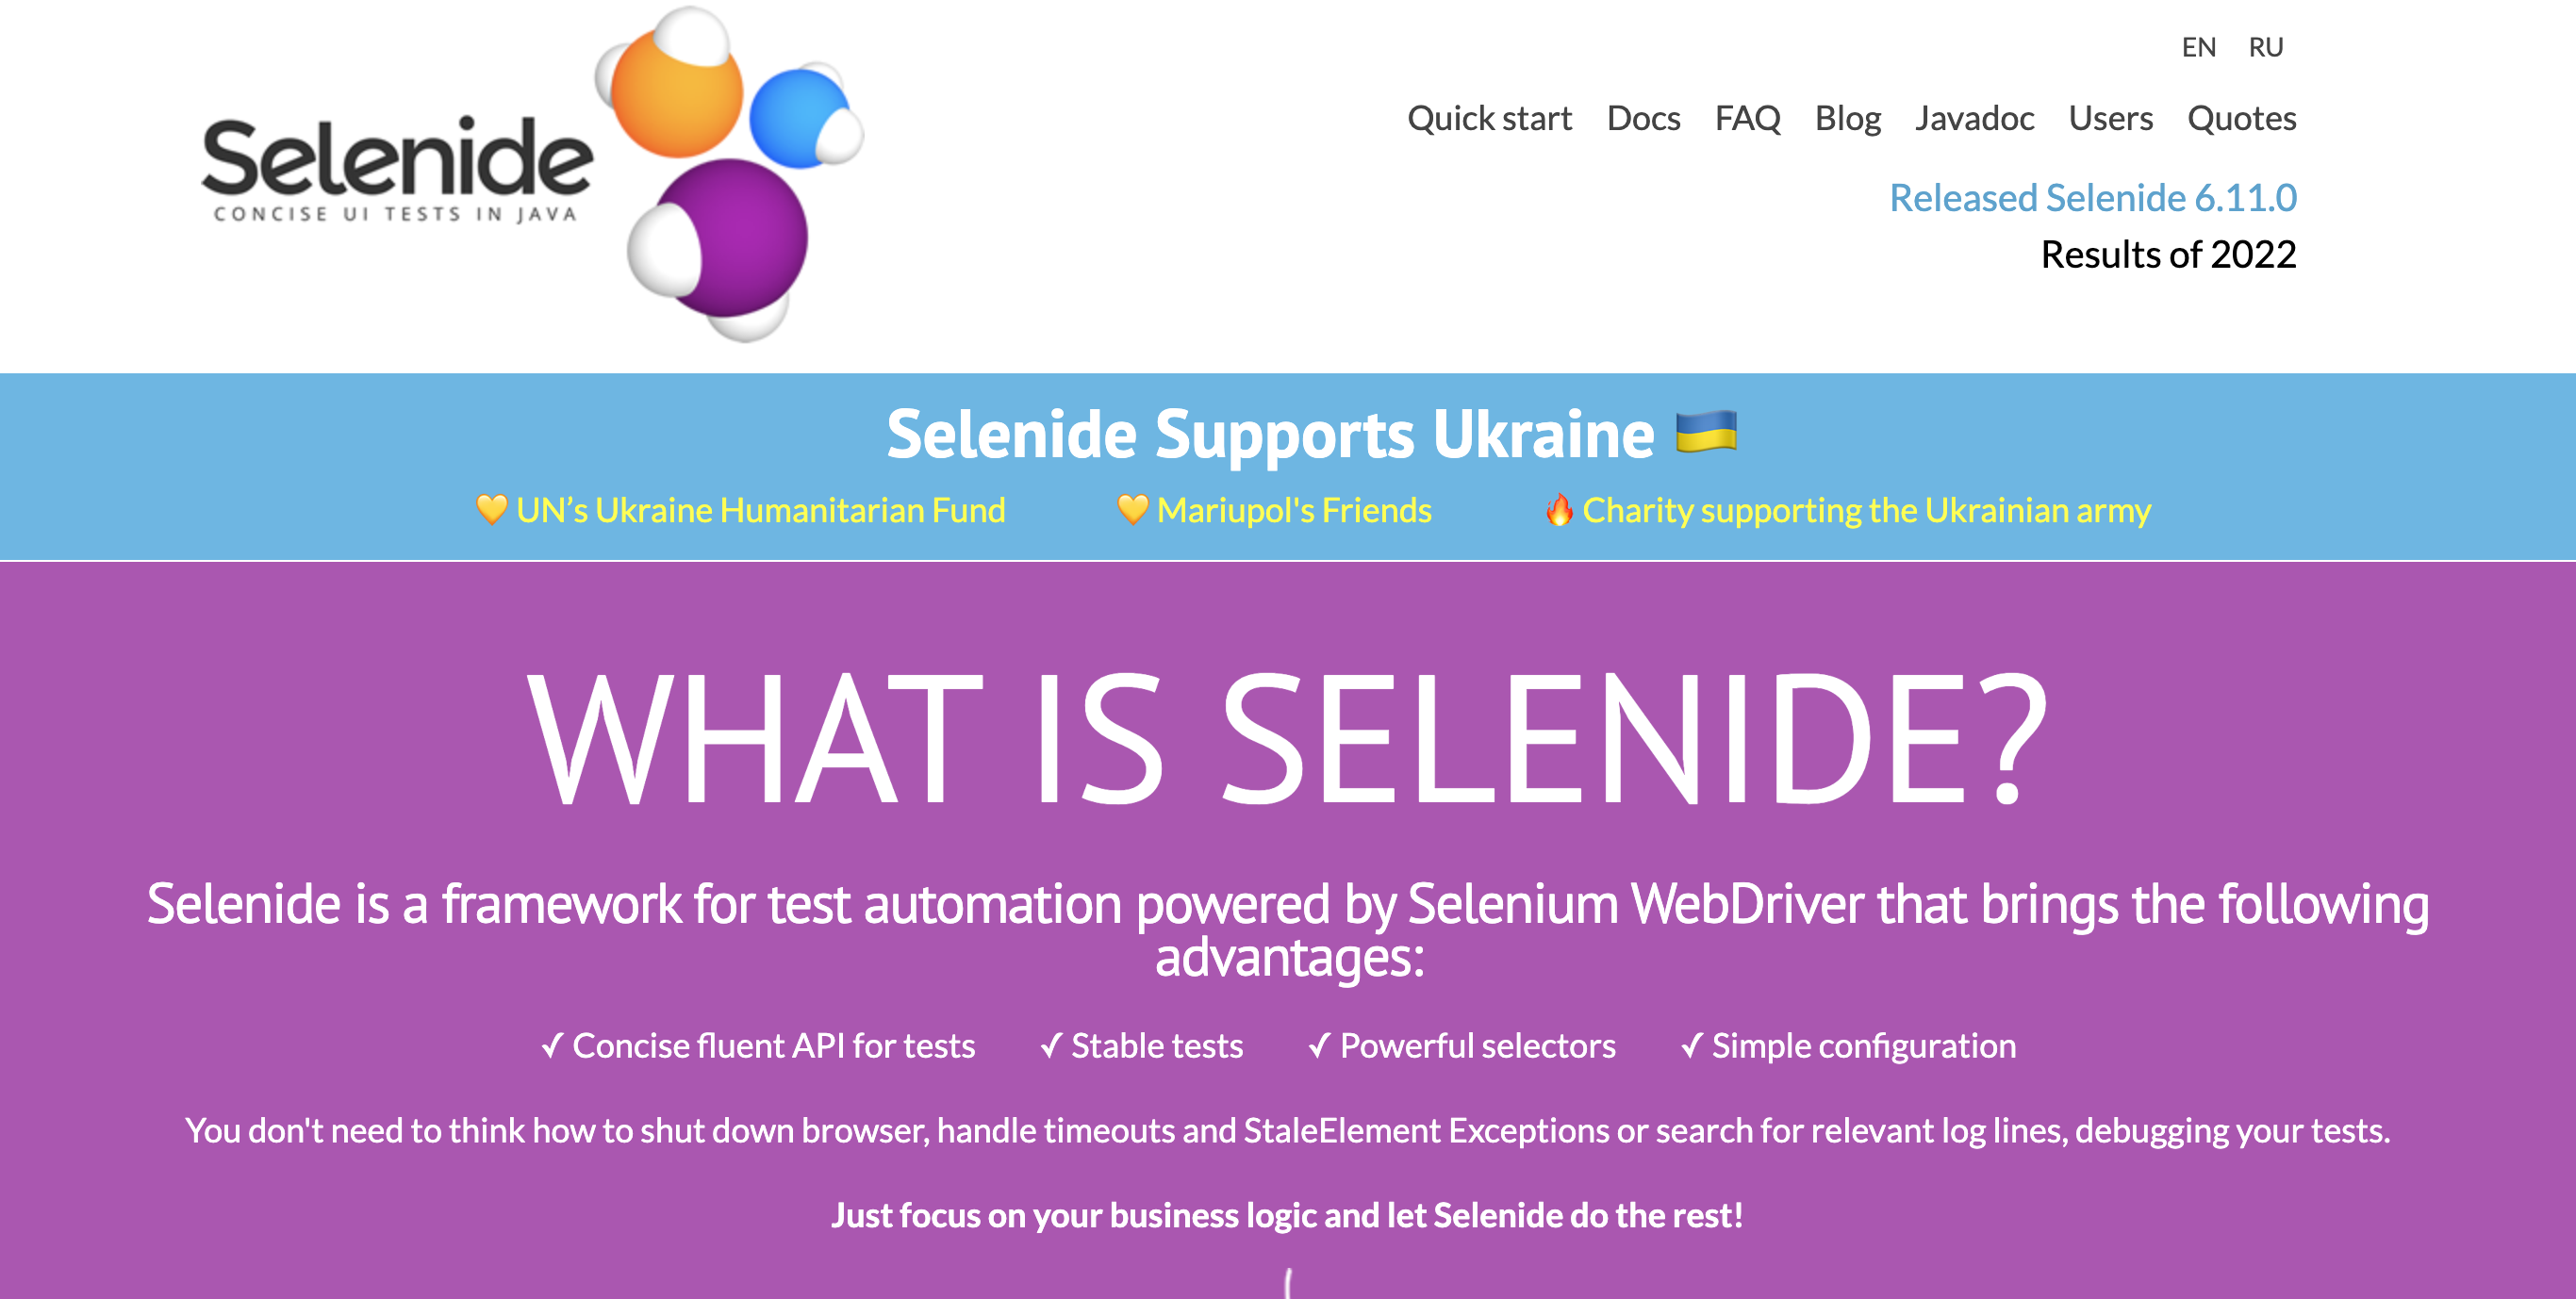 EN RU
Selenide
CONCISE UI TESTS IN JAVA
Quick start Docs FAQ Blog Javadoc Users Quotes
Released Selenide 6.11.0
Results of 2022
Selenide Supports Ukraine 🇺🇦
💛 UN’s Ukraine Humanitarian Fund 💛 Mariupol's Friends 🔥 Charity supporting the Ukrainian army
WHAT IS SELENIDE?
Selenide is a framework for test automation powered by Selenium WebDriver that brings the following
advantages:
✓ Concise fluent API for tests ✓ Stable tests ✓ Powerful selectors ✓ Simple configuration
You don't need to think how to shut down browser, handle timeouts and StaleElement Exceptions or search for relevant log lines, debugging your tests.
Just focus on your business logic and let Selenide do the rest!